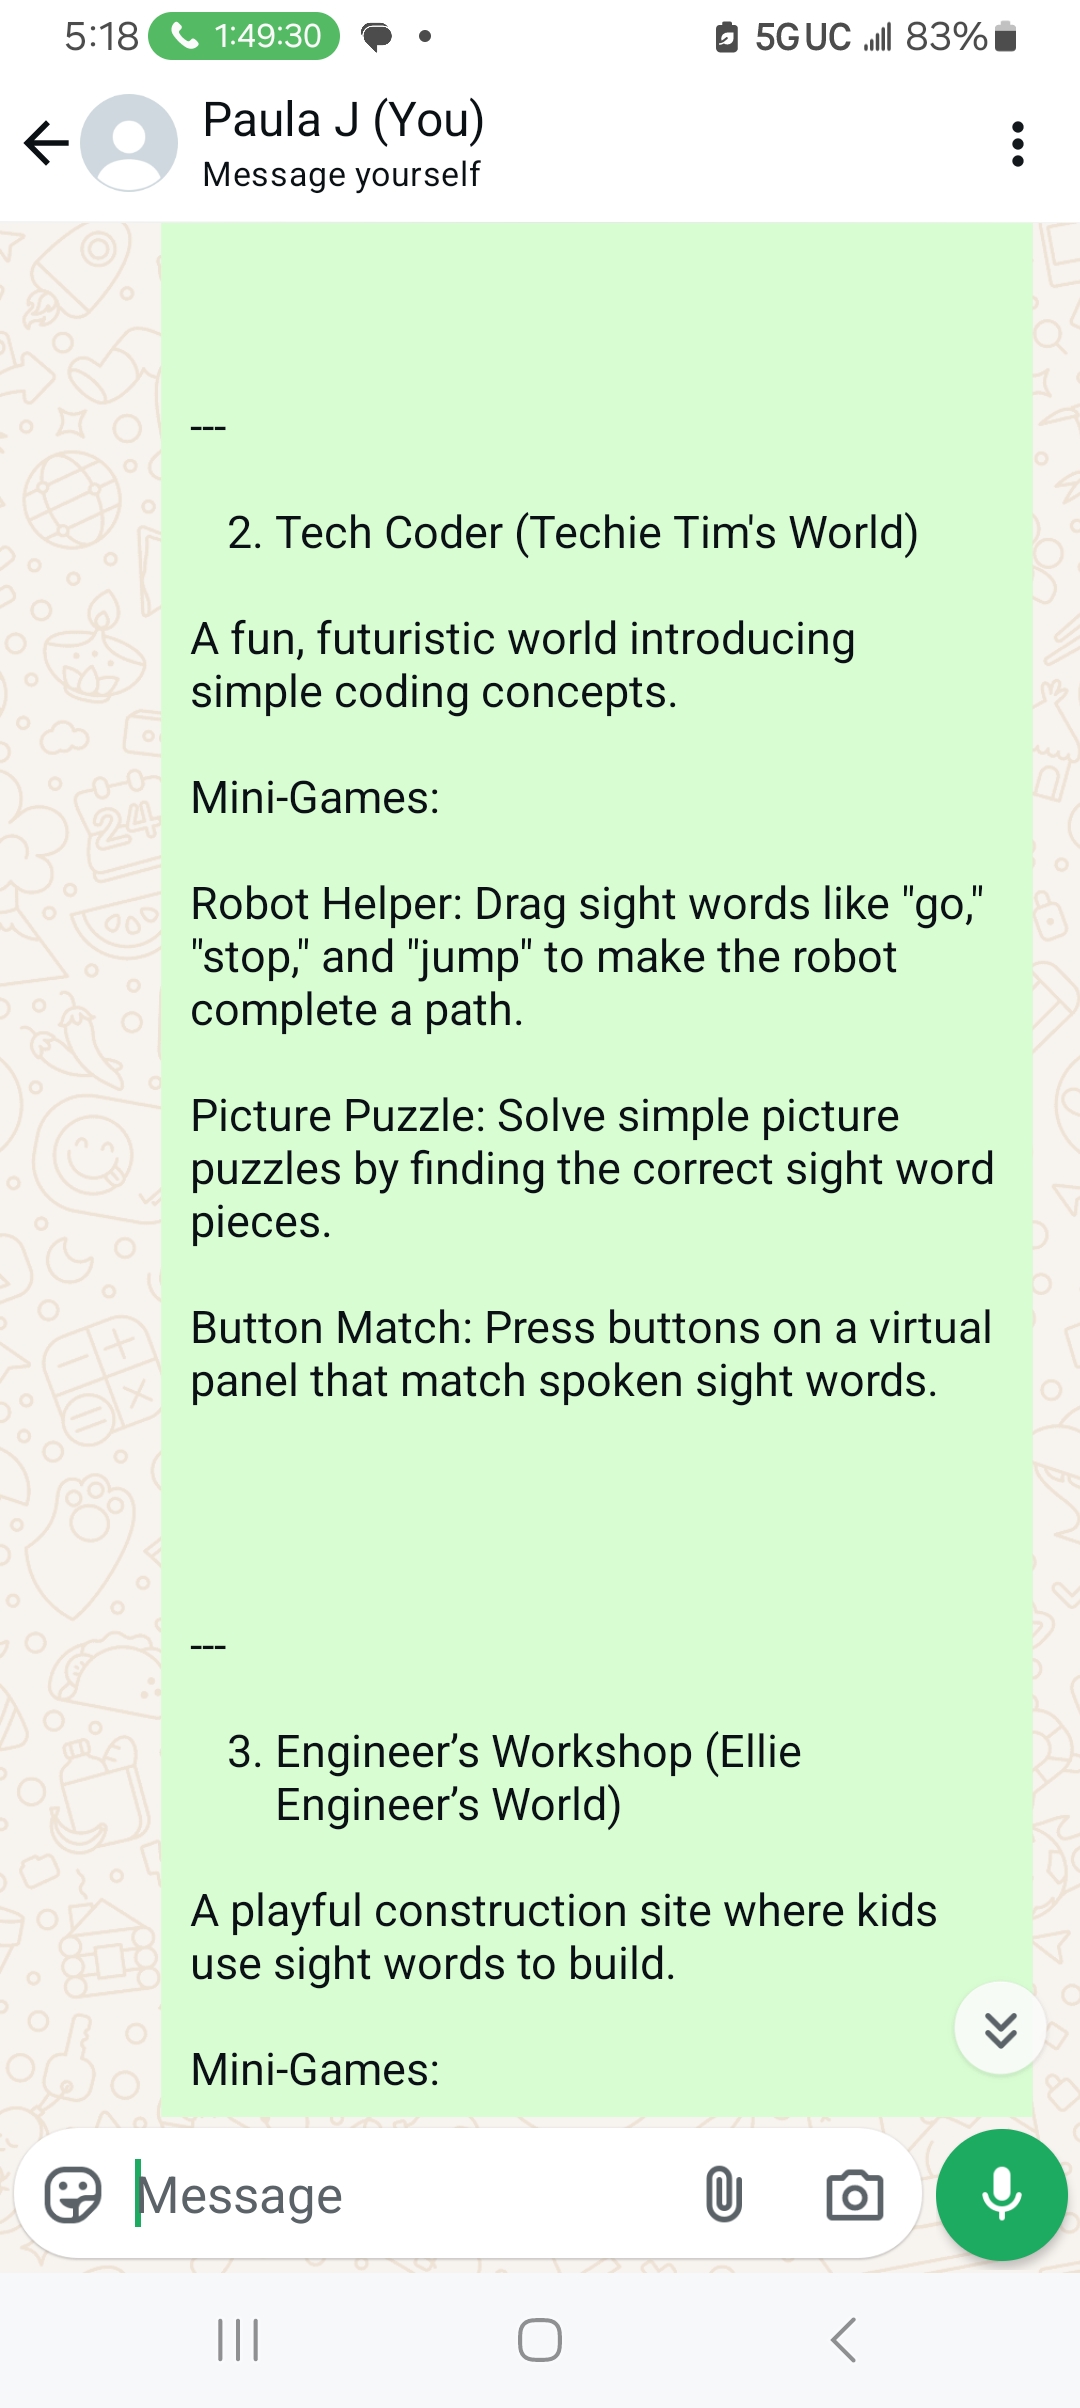 5:18 1:49:30 5G UC 83%
Paula J (You)
Message yourself
---
2. Tech Coder (Techie Tim's World)
A fun, futuristic world introducing
simple coding concepts.
Mini-Games:
Robot Helper: Drag sight words like "go,"
"stop," and "jump" to make the robot
complete a path.
Picture Puzzle: Solve simple picture
puzzles by finding the correct sight word
pieces.
Button Match: Press buttons on a virtual
panel that match spoken sight words.
---
3. Engineer’s Workshop (Ellie
Engineer’s World)
A playful construction site where kids
use sight words to build.
Mini-Games:
Message